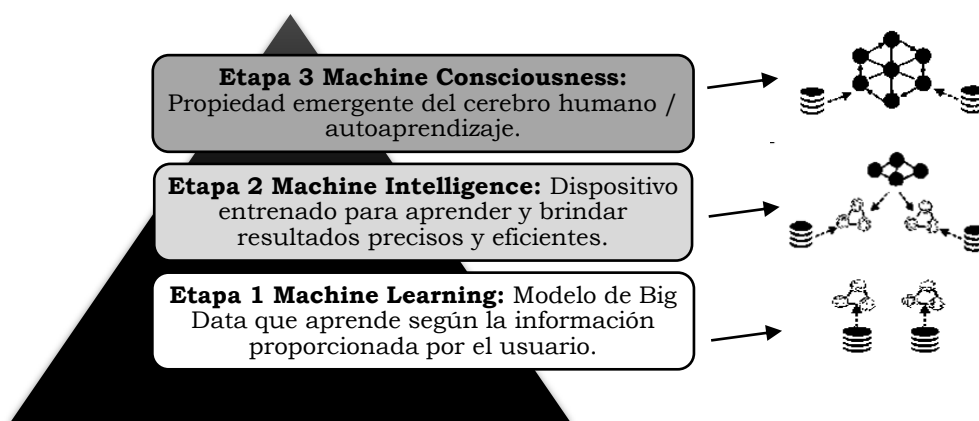 Etapa 3 Machine Consciousness:
Propiedad emergente del cerebro humano /
autoaprendizaje.
Etapa 2 Machine Intelligence: Dispositivo
entrenado para aprender y brindar
resultados precisos y eficientes.
Etapa 1 Machine Learning: Modelo de Big
Data que aprende según la información
proporcionada por el usuario.